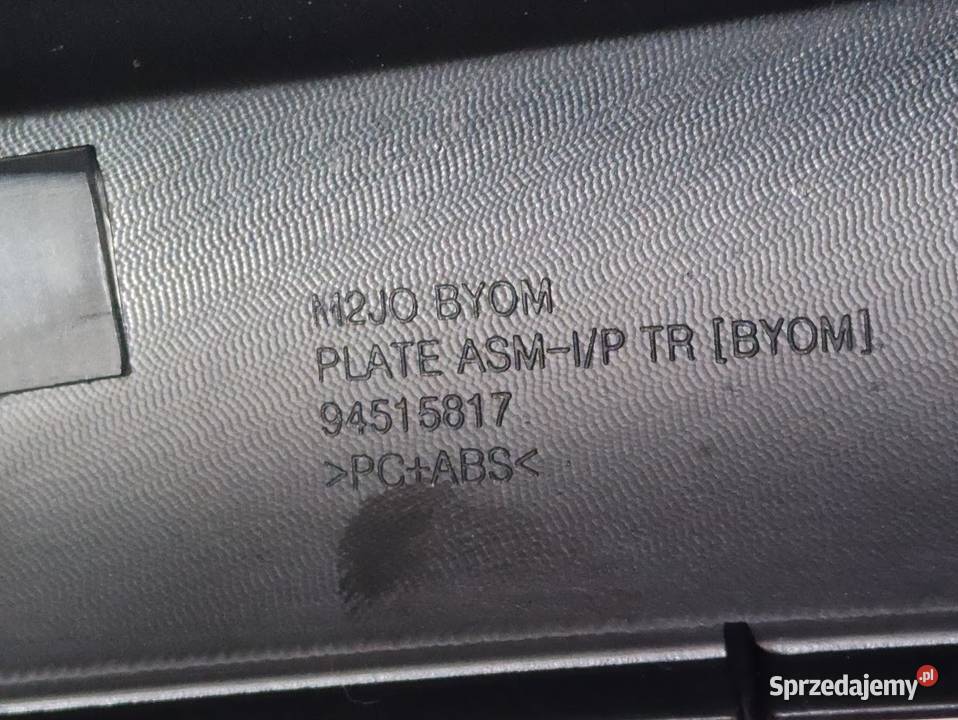 M2JO BYOM
PLATE ASM-I/P TR [BYOM]
94515817
>PC+ABS<
Sprzedajemy.pl